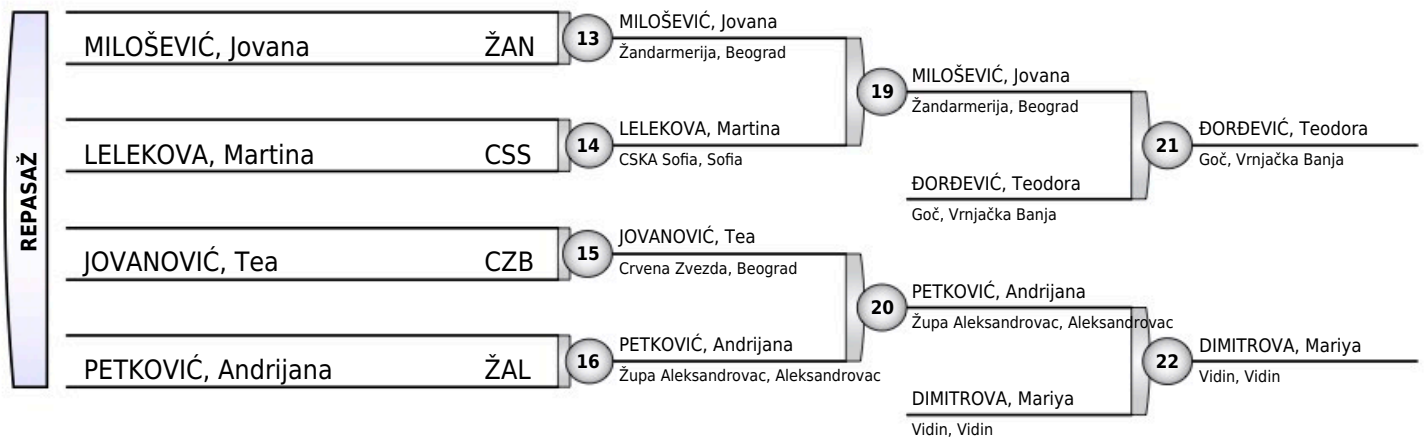 REPASAŽ
MILOŠEVIĆ, Jovana ŽAN
LELEKOVA, Martina CSS
JOVANOVIĆ, Tea CZB
PETKOVIĆ, Andrijana ŽAL
13
MILOŠEVIĆ, Jovana
Žandarmerija, Beograd
14
LELEKOVA, Martina
CSKA Sofia, Sofia
15
JOVANOVIĆ, Tea
Crvena Zvezda, Beograd
16
PETKOVIĆ, Andrijana
Župa Aleksandrovac, Aleksandrovac
19
MILOŠEVIĆ, Jovana
Žandarmerija, Beograd
ĐORĐEVIĆ, Teodora
Goč, Vrnjačka Banja
20
PETKOVIĆ, Andrijana
Župa Aleksandrovac, Aleksandrovac
DIMITROVA, Mariya
Vidin, Vidin
21
ĐORĐEVIĆ, Teodora
Goč, Vrnjačka Banja
22
DIMITROVA, Mariya
Vidin, Vidin